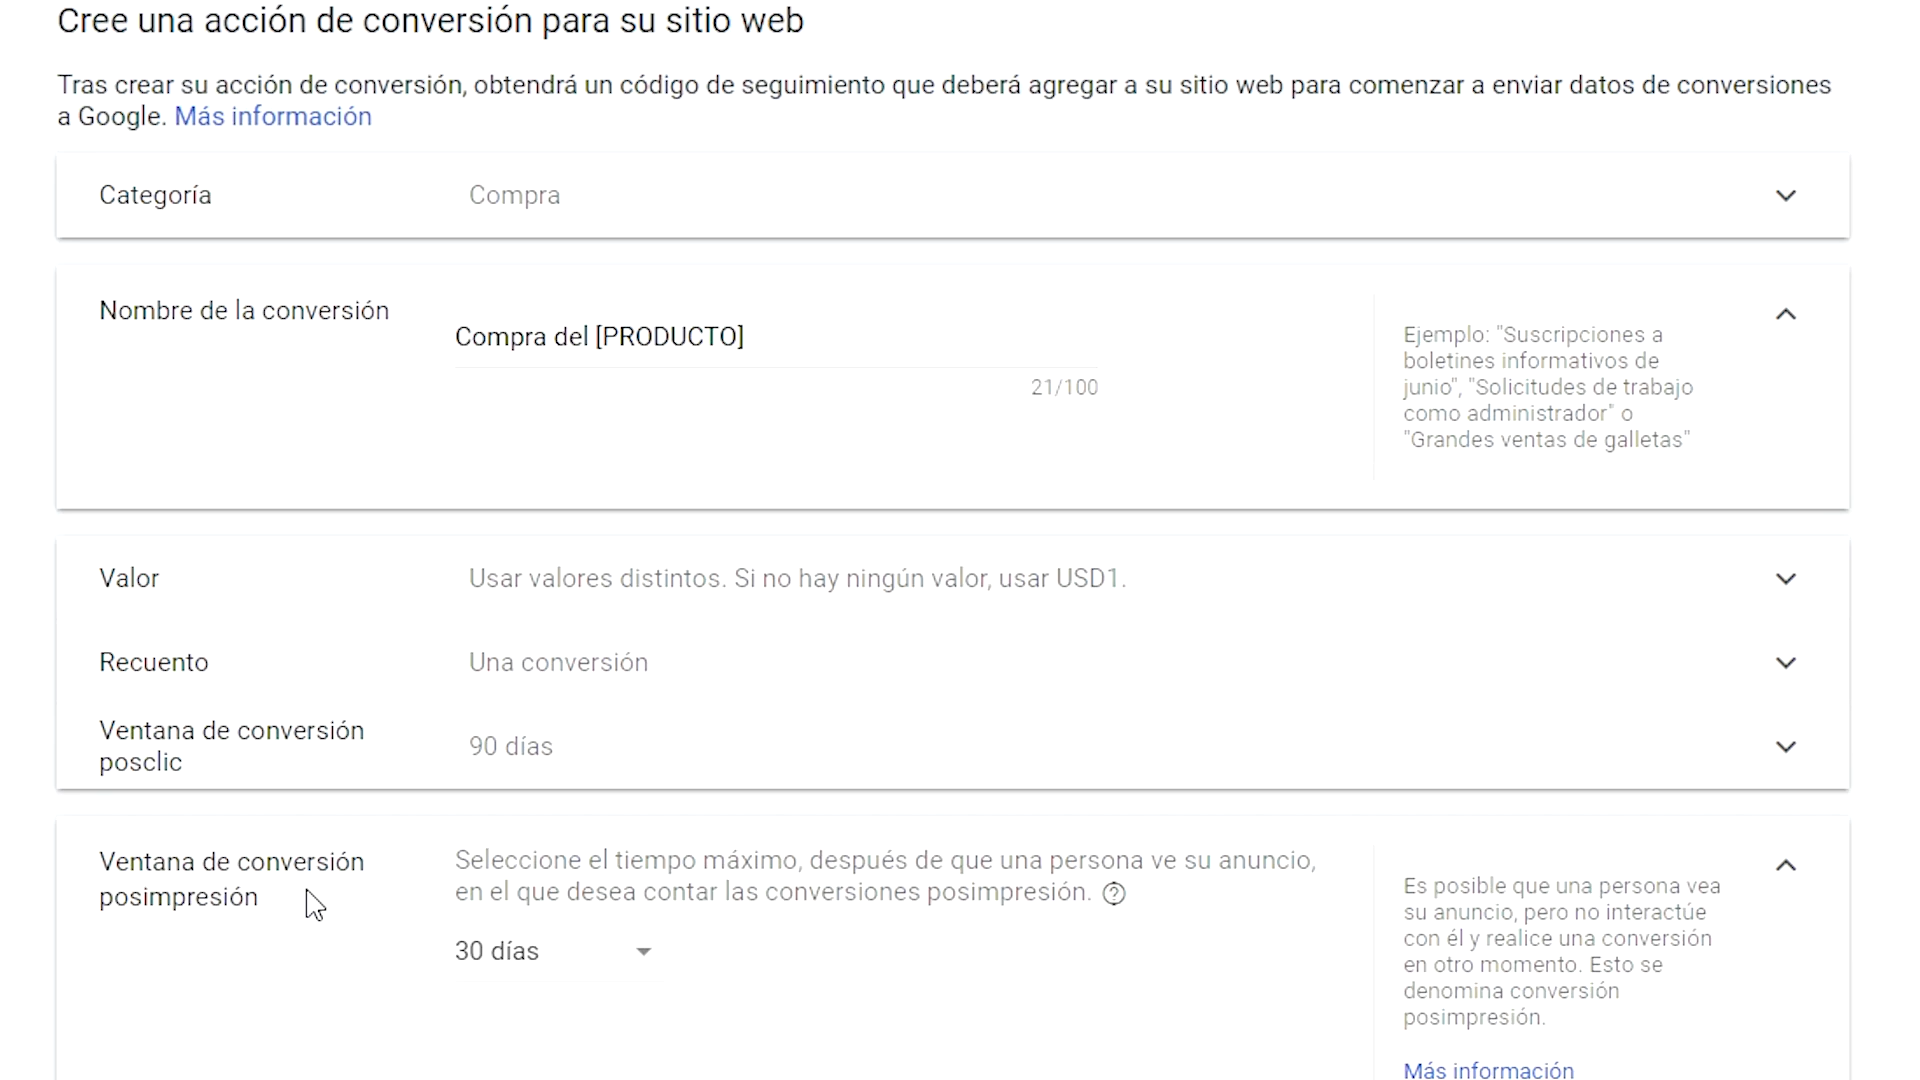 Cree una acción de conversión para su sitio web
Tras crear su acción de conversión, obtendrá un código de seguimiento que deberá agregar a su sitio web para comenzar a enviar datos de conversiones
a Google. Más información
Categoría
Compra
Nombre de la conversión
Compra del [PRODUCTO]
21/100
Ejemplo: "Suscripciones a
boletines informativos de
junio", "Solicitudes de trabajo
como administrador" o
"Grandes ventas de galletas"
Valor
Usar valores distintos. Si no hay ningún valor, usar USD1.
Recuento
Una conversión
Ventana de conversión
posclic
90 días
Ventana de conversión
posimpresión
Seleccione el tiempo máximo, después de que una persona ve su anuncio,
en el que desea contar las conversiones posimpresión.
30 días
Es posible que una persona vea
su anuncio, pero no interactúe
con él y realice una conversión
en otro momento. Esto se
denomina conversión
posimpresión.
Más información